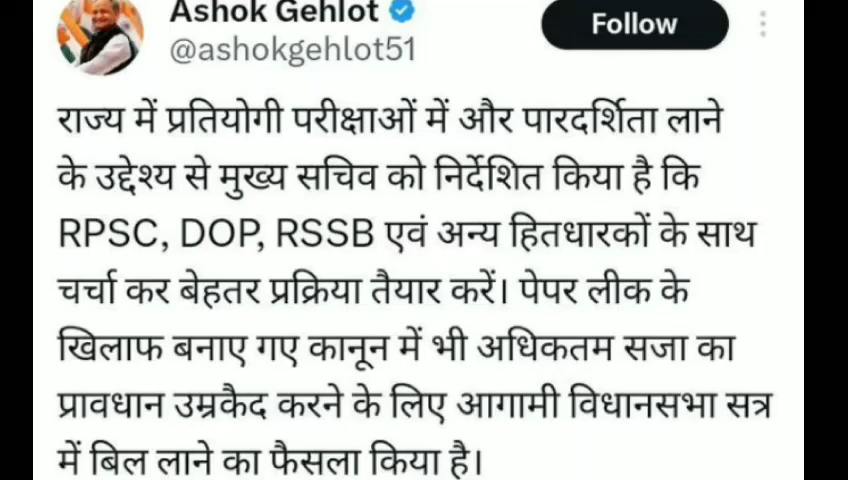 Ashok Gehlot
@ashokgehlot51
Follow
राज्य में प्रतियोगी परीक्षाओं में और पारदर्शिता लाने
के उद्देश्य से मुख्य सचिव को निर्देशित किया है कि
RPSC, DOP, RSSB एवं अन्य हितधारकों के साथ
चर्चा कर बेहतर प्रक्रिया तैयार करें। पेपर लीक के
खिलाफ बनाए गए कानून में भी अधिकतम सजा का
प्रावधान उम्रकैद करने के लिए आगामी विधानसभा सत्र
में बिल लाने का फैसला किया है।